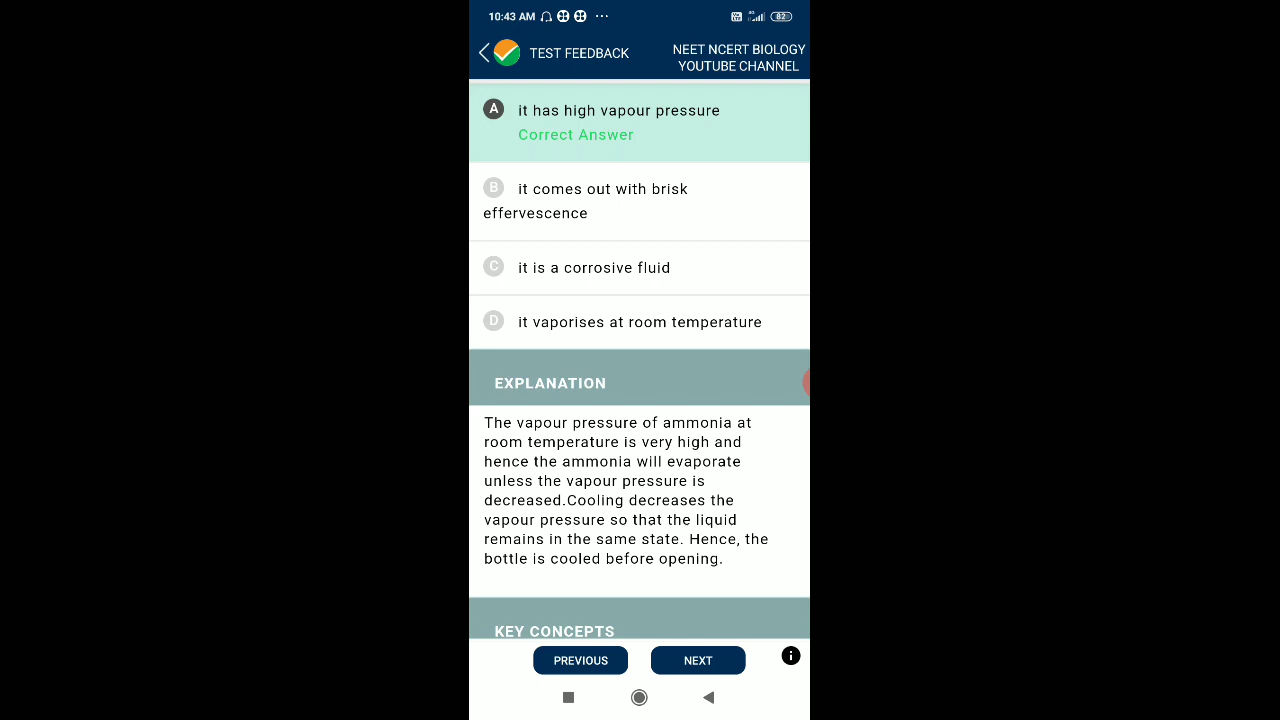 10:43 AM
82
TEST FEEDBACK
NEET NCERT BIOLOGY
YOUTUBE CHANNEL
A it has high vapour pressure
Correct Answer
B it comes out with brisk
effervescence
C it is a corrosive fluid
D it vaporises at room temperature
EXPLANATION
The vapour pressure of ammonia at
room temperature is very high and
hence the ammonia will evaporate
unless the vapour pressure is
decreased.Cooling decreases the
vapour pressure so that the liquid
remains in the same state. Hence, the
bottle is cooled before opening.
KEY CONCEPTS
PREVIOUS
NEXT